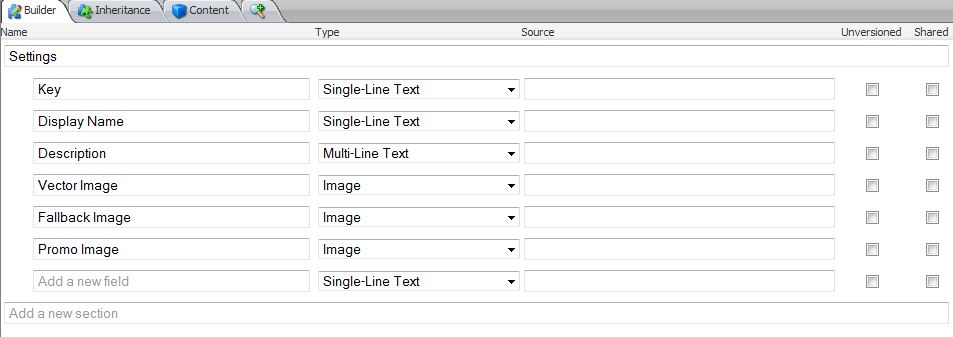 Builder Inheritance Content
Name Type Source Unversioned Shared
Settings
Key Single-Line Text
Display Name Single-Line Text
Description Multi-Line Text
Vector Image Image
Fallback Image Image
Promo Image Image
Add a new field Single-Line Text
Add a new section